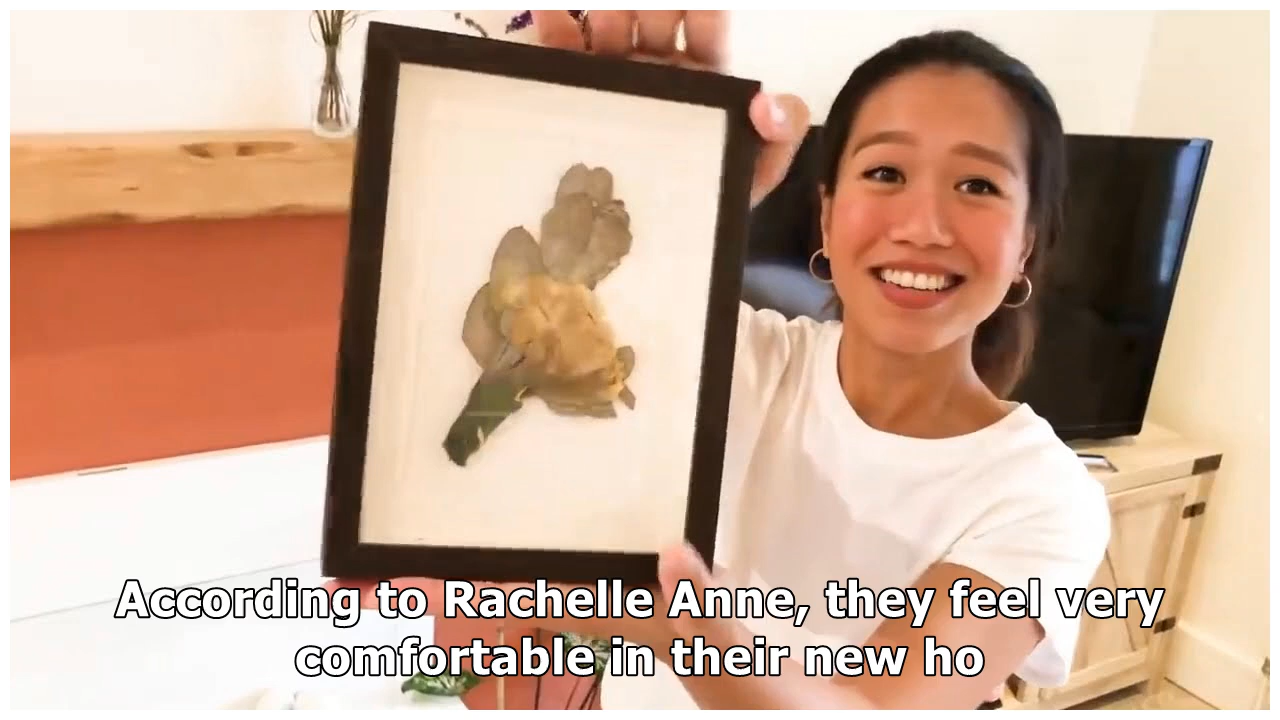 According to Rachelle Anne, they feel very
comfortable in their new ho